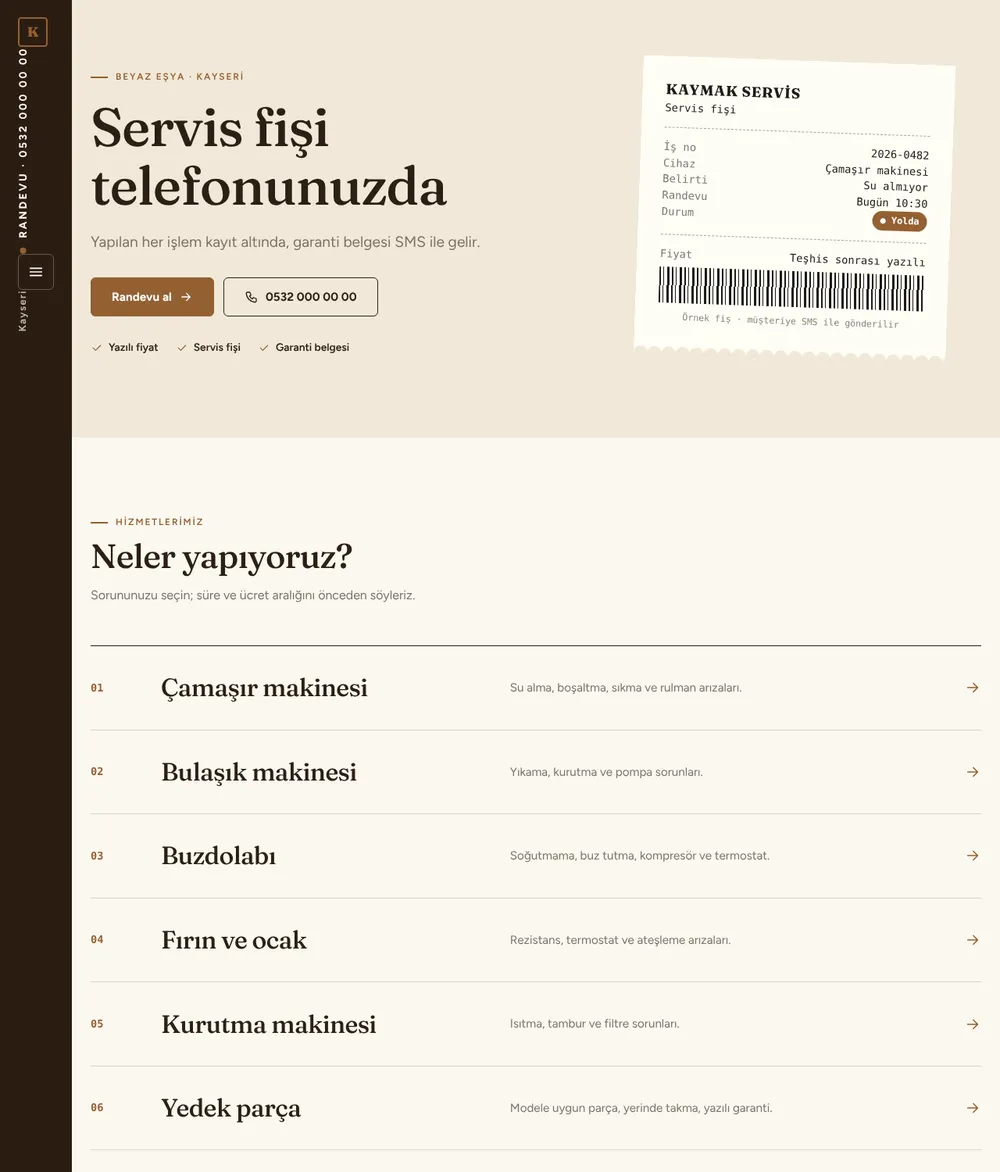 K
RANDEVU · 0532 000 00 00
Kayseri
BEYAZ EŞYA · KAYSERİ
Servis fişi
telefonunuzda
Yapılan her işlem kayıt altında, garanti belgesi SMS ile gelir.
Randevu al →
0532 000 00 00
✓ Yazılı fiyat ✓ Servis fişi ✓ Garanti belgesi
KAYMAK SERVİS
Servis fişi
İş no 2026-0482
Cihaz Çamaşır makinesi
Belirti Su almıyor
Randevu Bugün 10:30
Durum Yolda
Fiyat Teşhis sonrası yazılı
Örnek fiş · müşteriye SMS ile gönderilir
HİZMETLERİMİZ
Neler yapıyoruz?
Sorununuzu seçin; süre ve ücret aralığını önceden söyleriz.
01 Çamaşır makinesi Su alma, boşaltma, sıkma ve rulman arızaları. →
02 Bulaşık makinesi Yıkama, kurutma ve pompa sorunları. →
03 Buzdolabı Soğutmama, buz tutma, kompresör ve termostat. →
04 Fırın ve ocak Rezistans, termostat ve ateşleme arızaları. →
05 Kurutma makinesi Isıtma, tambur ve filtre sorunları. →
06 Yedek parça Modele uygun parça, yerinde takma, yazılı garanti. →